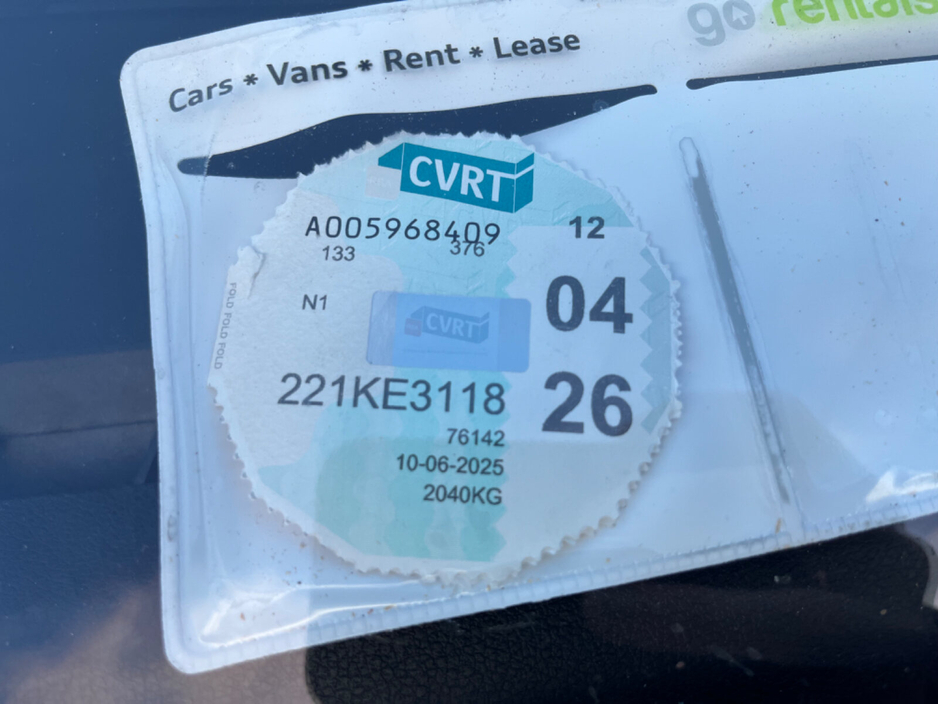 go rentals
Cars * Vans * Rent * Lease
CVRT
A005968409 12
133 376
N1 04
CVRT
FOLD FOLD FOLD FOLD
221KE3118 26
76142
10-06-2025
2040KG